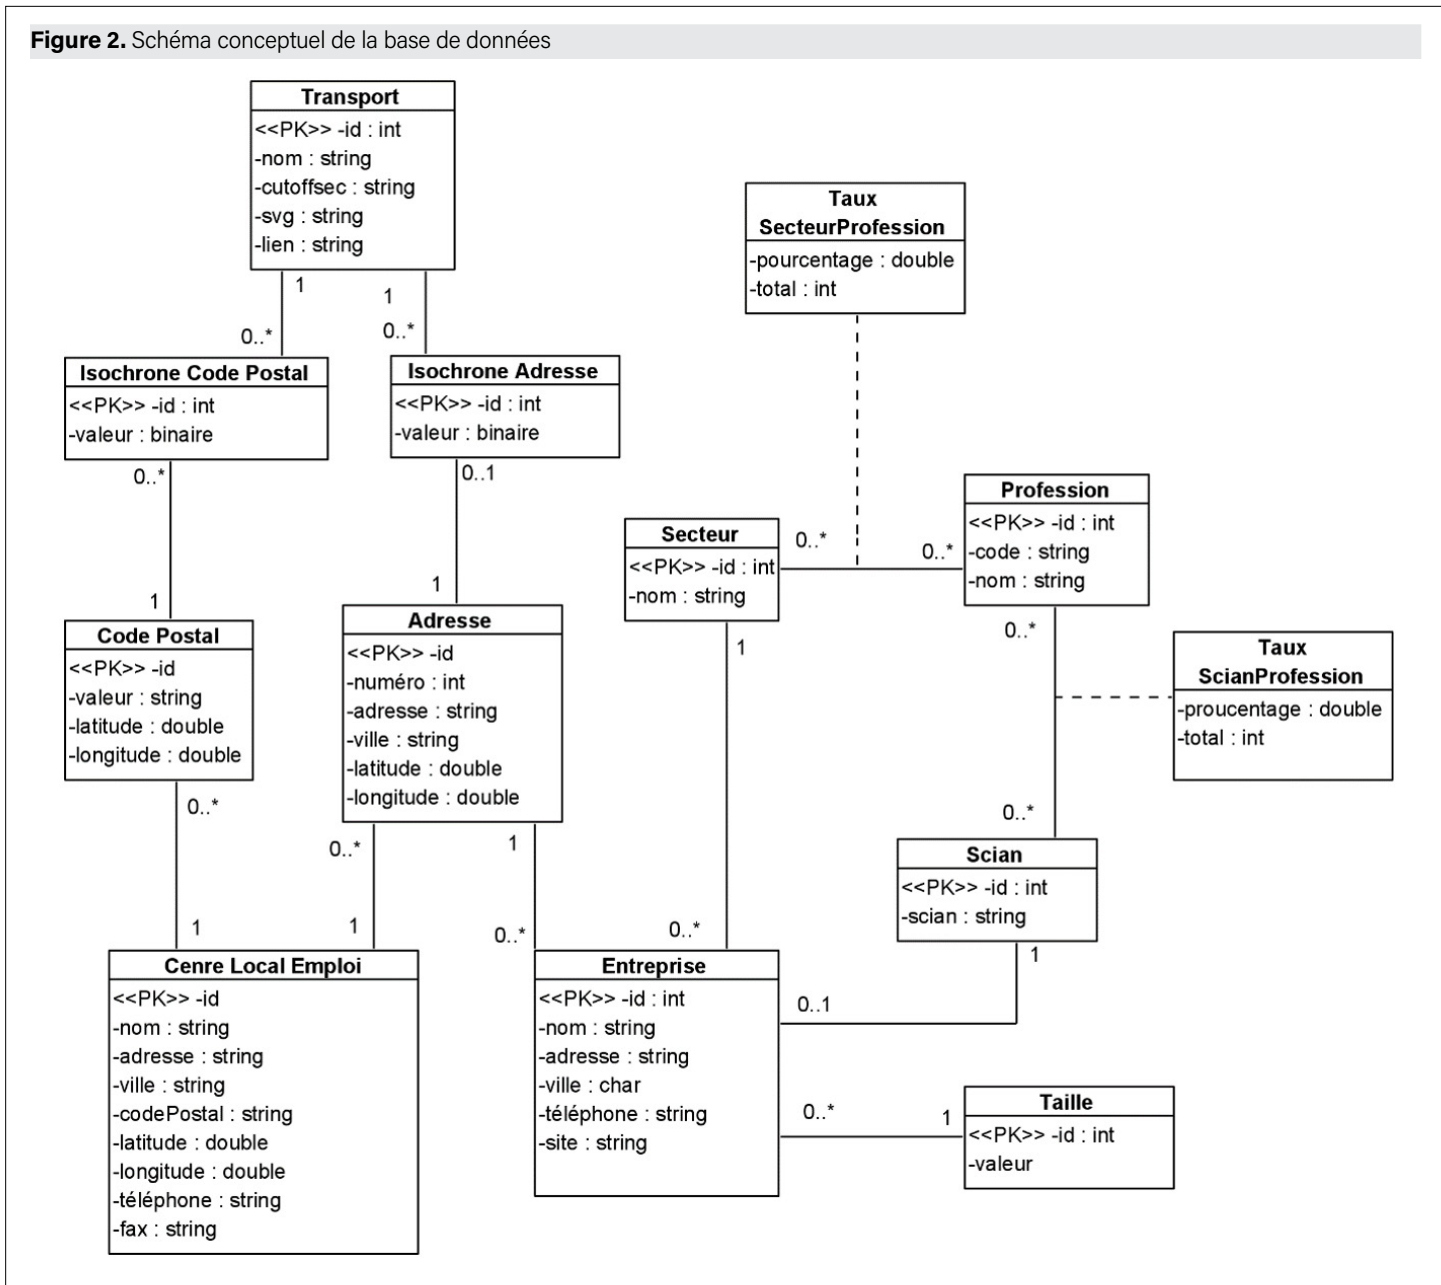 Figure 2. Schéma conceptuel de la base de données
Transport
<<PK>> -id : int
-nom : string
-cutoffsec : string
-svg : string
-lien : string
1
1
0..*
0..*
Taux
SecteurProfession
-pourcentage : double
-total : int
Isochrone Code Postal
<<PK>> -id : int
-valeur : binaire
0..*
Isochrone Adresse
<<PK>> -id : int
-valeur : binaire
0..1
1
1
Profession
<<PK>> -id : int
-code : string
-nom : string
0..*
Secteur
<<PK>> -id : int
-nom : string
0..*
0..*
1
Code Postal
<<PK>> -id
-valeur : string
-latitude : double
-longitude : double
0..*
Adresse
<<PK>> -id
-numéro : int
-adresse : string
-ville : string
-latitude : double
-longitude : double
0..*
1
Taux
ScianProfession
-proucentage : double
-total : int
0..*
Scian
<<PK>> -id : int
-scian : string
1
1
1
0..*
0..*
Cenre Local Emploi
<<PK>> -id
-nom : string
-adresse : string
-ville : string
-codePostal : string
-latitude : double
-longitude : double
-téléphone : string
-fax : string
Entreprise
<<PK>> -id : int
-nom : string
-adresse : string
-ville : char
-téléphone : string
-site : string
0..1
0..*
1
Taille
<<PK>> -id : int
-valeur